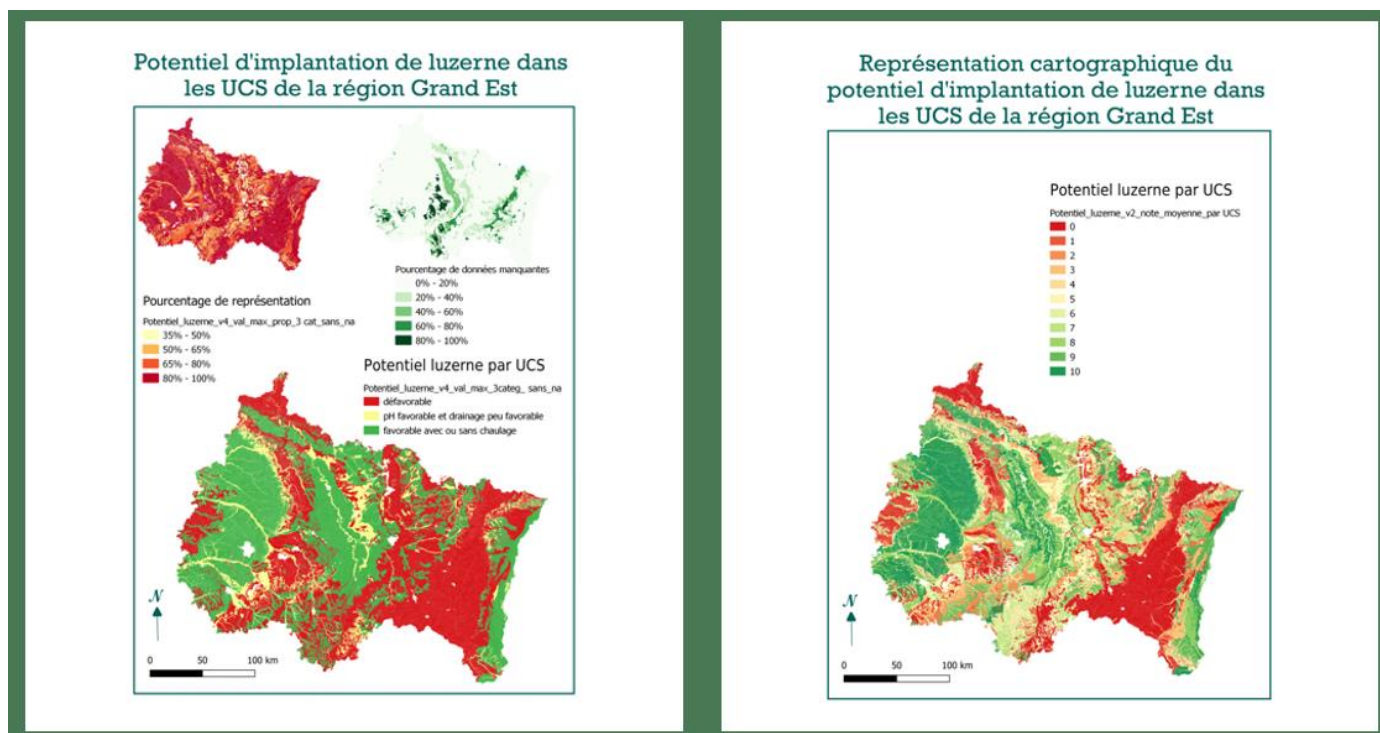 Potentiel d'implantation de luzerne dans
les UCS de la région Grand Est
Pourcentage de données manquantes
0% - 20%
20% - 40%
40% - 60%
60% - 80%
80% - 100%
Pourcentage de représentation
Potentiel_luzerne_v4_val_max_prop_3 cat_sans_na
35% - 50%
50% - 65%
65% - 80%
80% - 100%
Potentiel luzerne par UCS
Potentiel_luzerne_v4_val_max_3categ_ sans_na
défavorable
pH favorable et drainage peu favorable
favorable avec ou sans chaulage
N
0 50 100 km
Représentation cartographique du
potentiel d'implantation de luzerne dans
les UCS de la région Grand Est
Potentiel luzerne par UCS
Potentiel_luzerne_v2_note_moyenne_par UCS
0
1
2
3
4
5
6
7
8
9
10
N
0 50 100 km